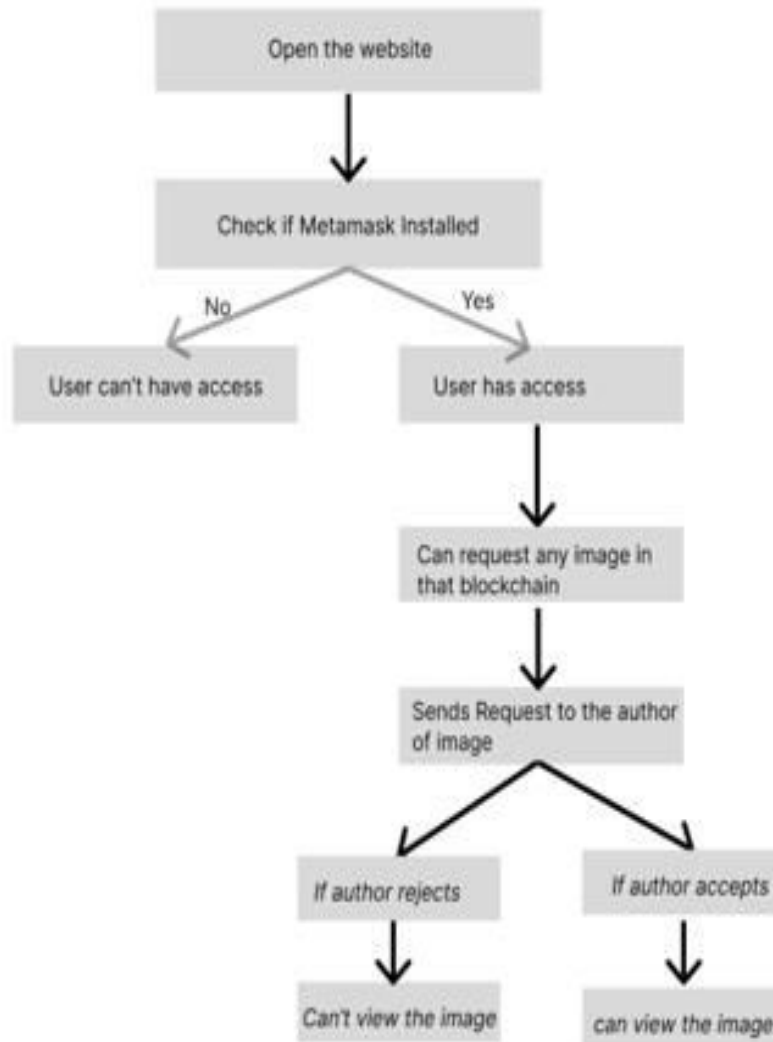 Open the website
Check if Metamask Installed
No
Yes
User can't have access
User has access
Can request any image in
that blockchain
Sends Request to the author
of image
If author rejects
If author accepts
Can't view the image
can view the image